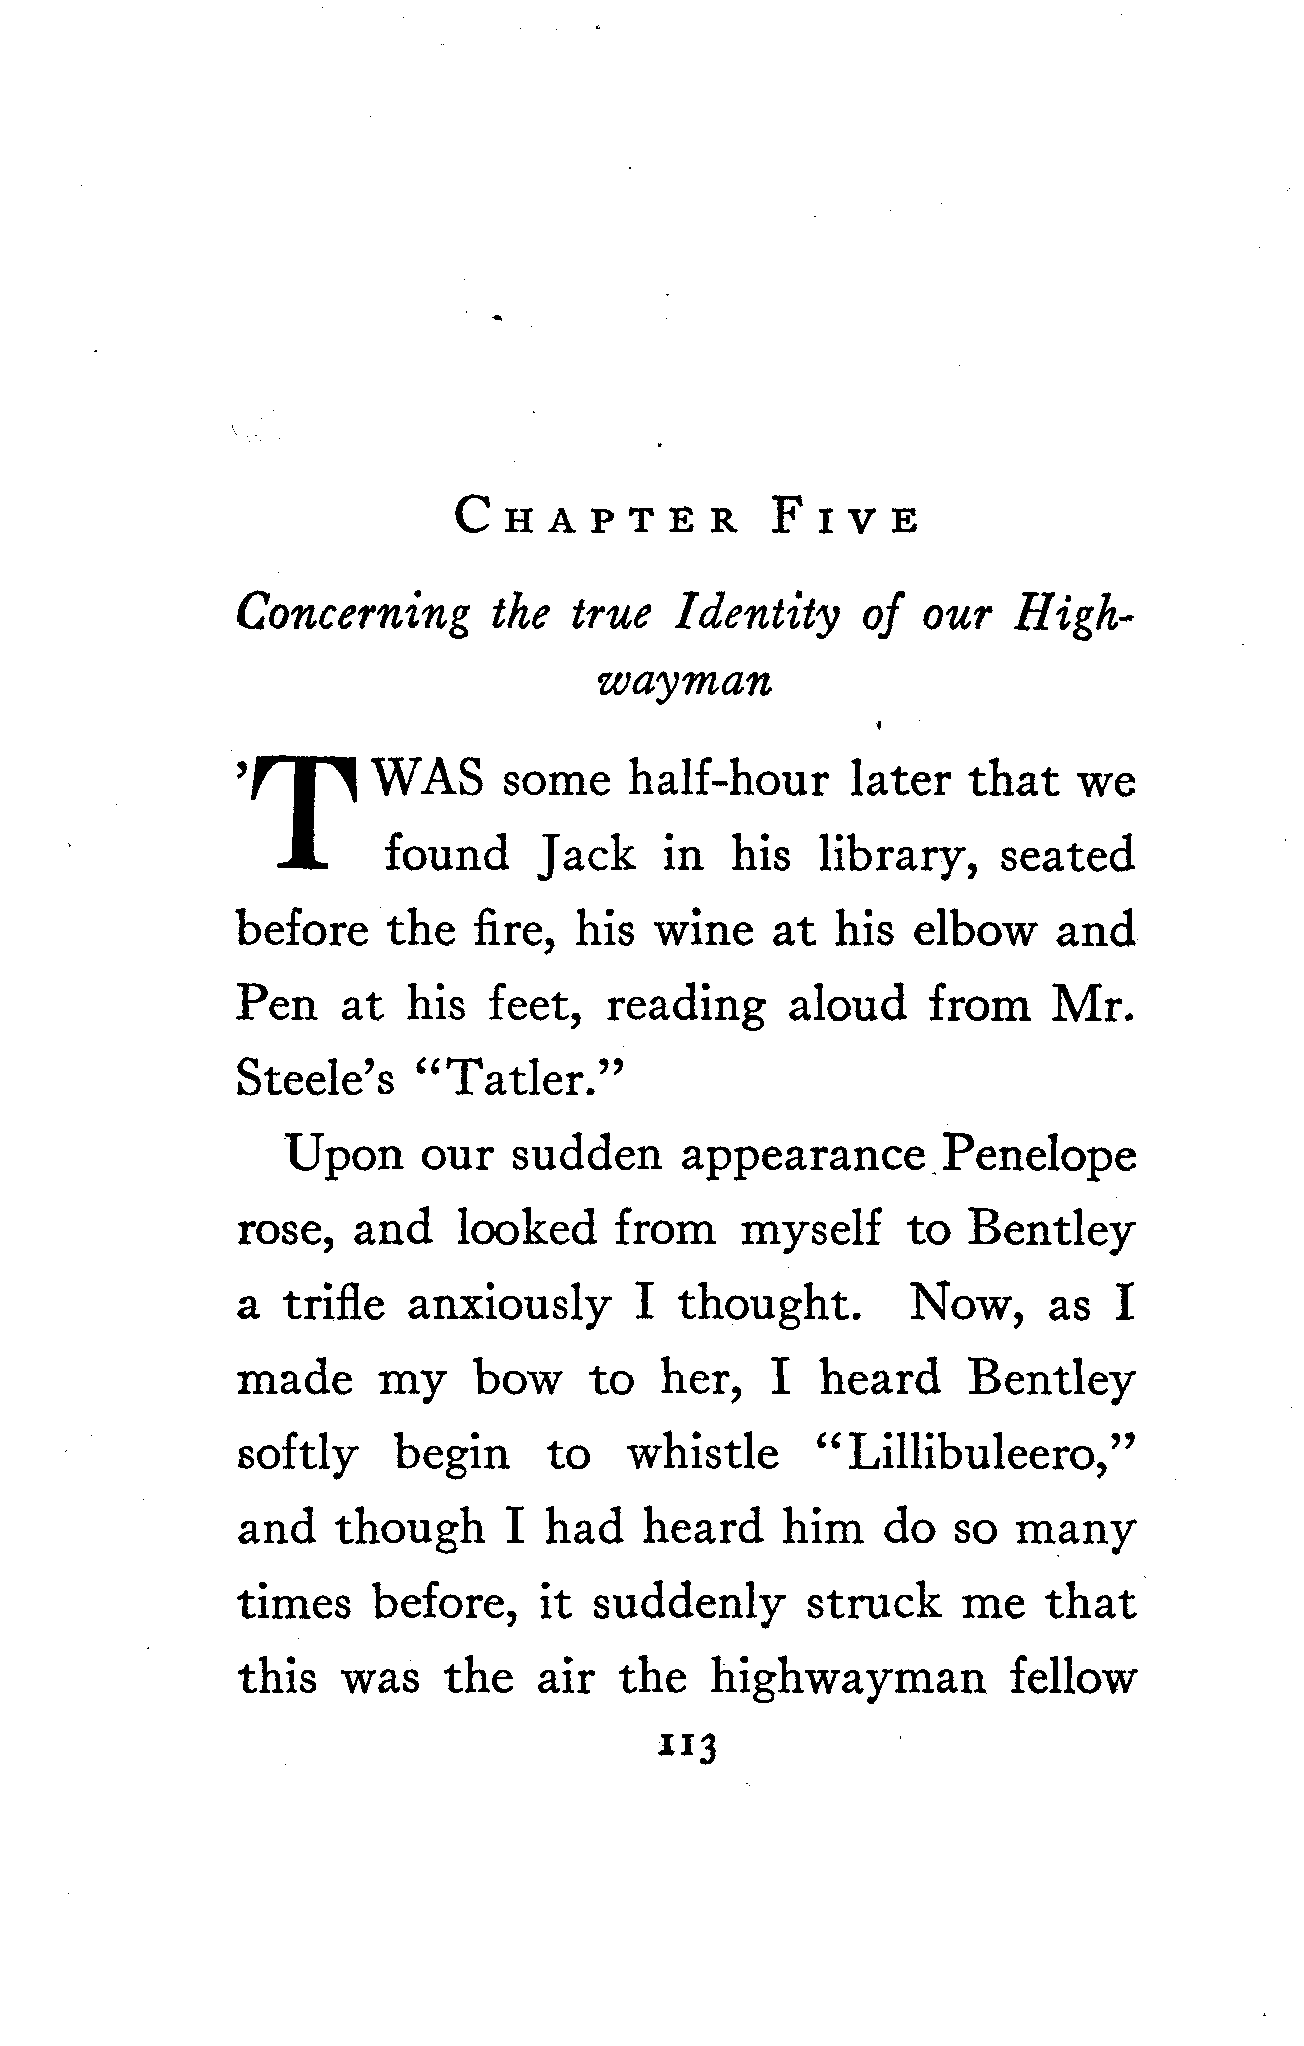 CHAPTER FIVE
Concerning the true Identity of our High-
wayman
'TWAS some half-hour later that we
found Jack in his library, seated
before the fire, his wine at his elbow and
Pen at his feet, reading aloud from Mr.
Steele's “Tatler.”
Upon our sudden appearance Penelope
rose, and looked from myself to Bentley
a trifle anxiously I thought. Now, as I
made my bow to her, I heard Bentley
softly begin to whistle “Lillibuleero,”
and though I had heard him do so many
times before, it suddenly struck me that
this was the air the highwayman fellow
113